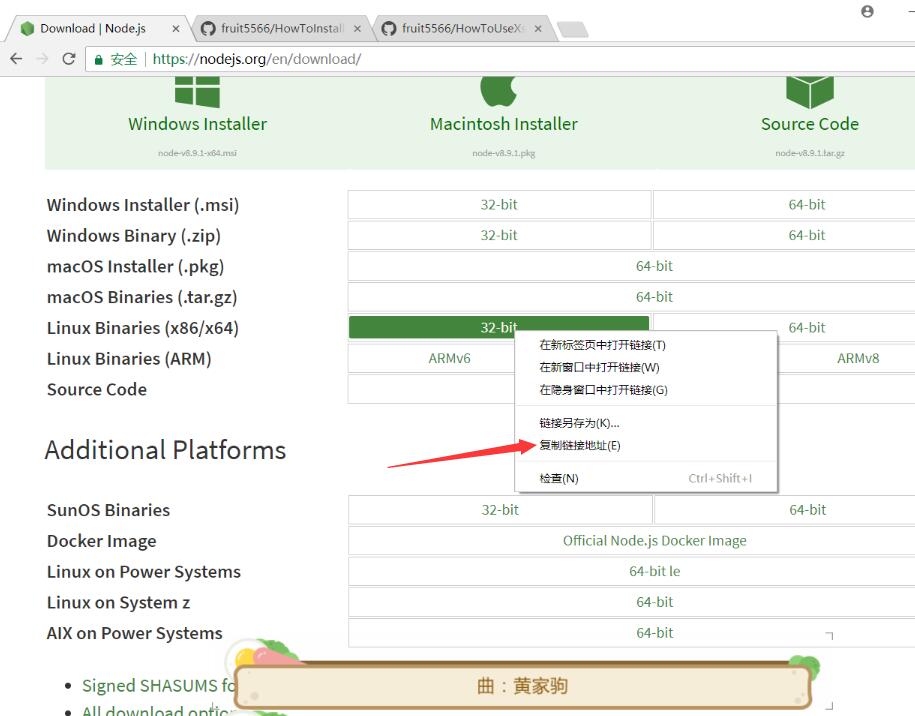 Download | Node.js
fruit5566/HowToInstall
fruit5566/HowToUseXs
安全
https://nodejs.org/en/download/
Windows Installer
Macintosh Installer
Source Code
node-v8.9.1-x64.msi
node-v8.9.1.pkg
node-v8.9.1.tar.gz
Windows Installer (.msi)
32-bit
64-bit
Windows Binary (.zip)
32-bit
64-bit
macOS Installer (.pkg)
64-bit
macOS Binaries (.tar.gz)
64-bit
Linux Binaries (x86/x64)
32-bit
64-bit
Linux Binaries (ARM)
ARMv6
ARMv8
Source Code
在新标签页中打开链接(T)
在新窗口中打开链接(W)
在隐身窗口中打开链接(G)
链接另存为(K)...
复制链接地址(E)
检查(N)
Ctrl+Shift+I
Additional Platforms
SunOS Binaries
32-bit
64-bit
Docker Image
Official Node.js Docker Image
Linux on Power Systems
64-bit le
Linux on System z
64-bit
AIX on Power Systems
64-bit
Signed SHASUMS fo
曲：黄家驹
All download optio